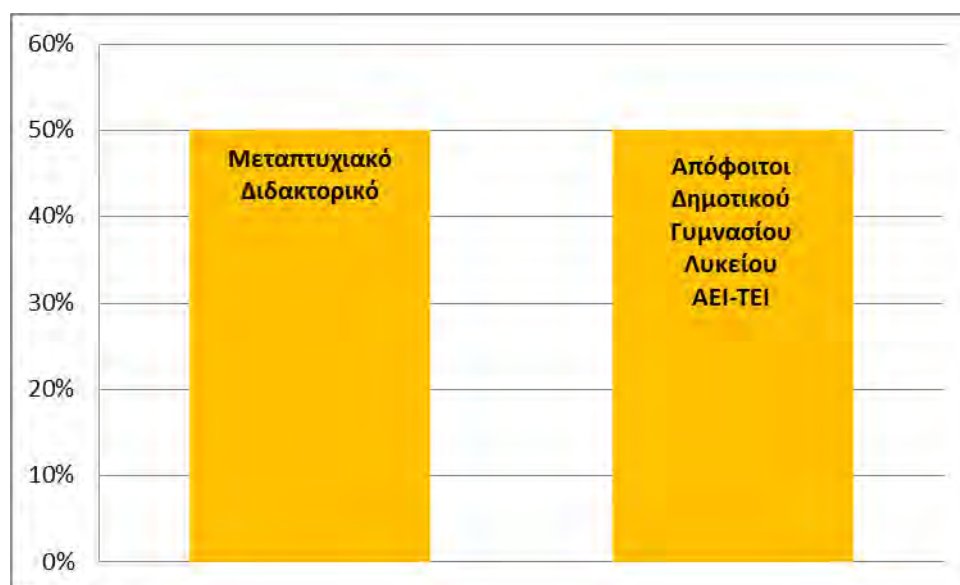 60%
50%
40%
30%
20%
10%
0%
Μεταπτυχιακό
Διδακτορικό
Απόφοιτοι
Δημοτικού
Γυμνασίου
Λυκείου
ΑΕΙ-ΤΕΙ